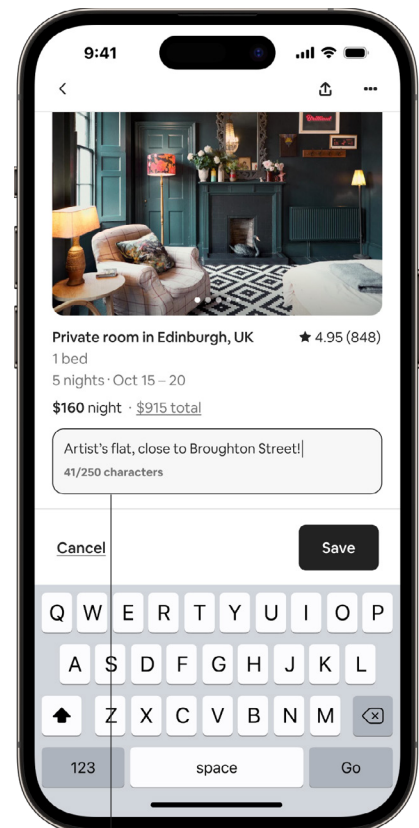 9:41
Private room in Edinburgh, UK ★ 4.95 (848)
1 bed
5 nights · Oct 15 – 20
$160 night · $915 total
Artist’s flat, close to Broughton Street!
41/250 characters
Cancel Save
Q W E R T Y U I O P
A S D F G H J K L
Z X C V B N M
123 space Go